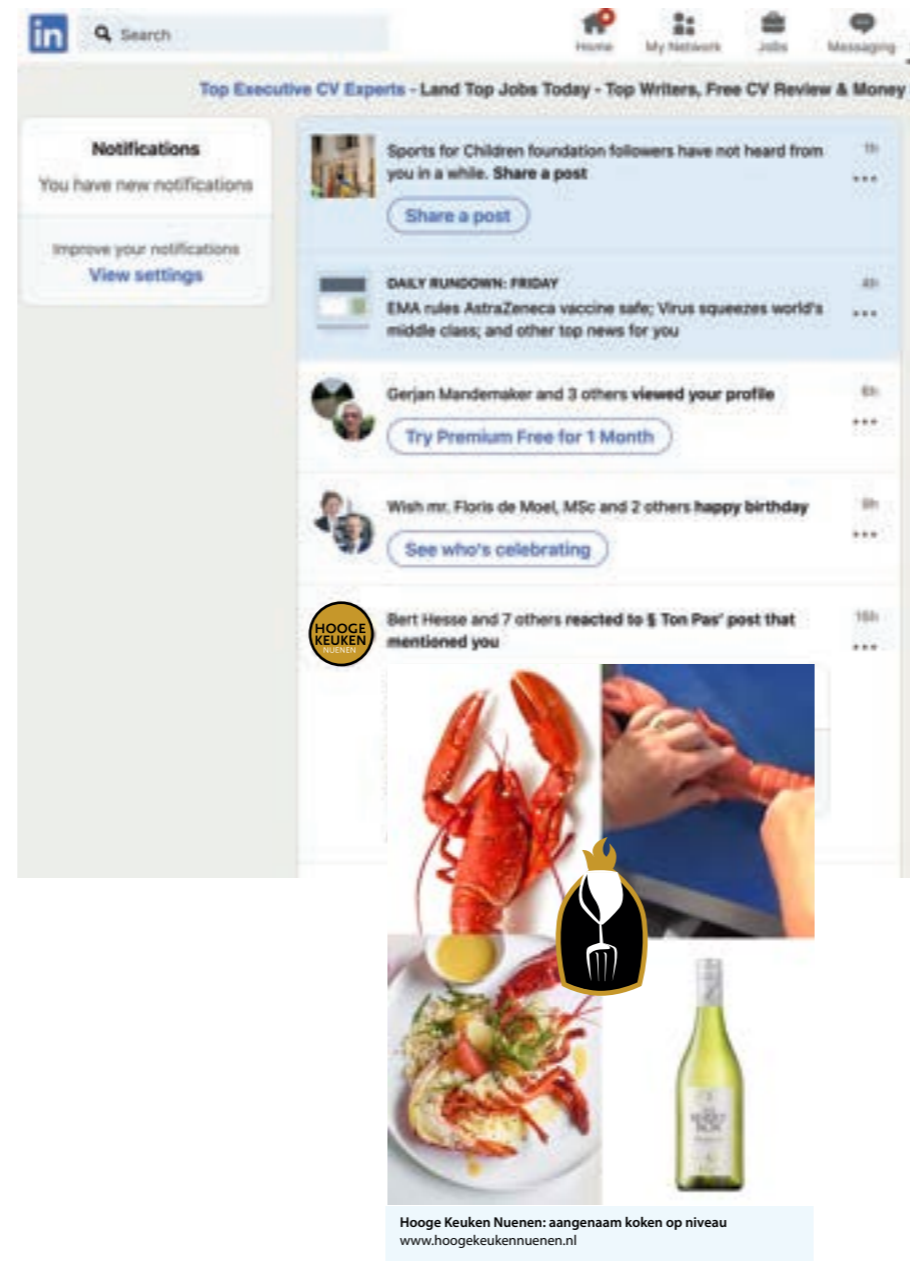 in
Search
Home
My Network
Jobs
Messaging
Top Executive CV Experts - Land Top Jobs Today - Top Writers, Free CV Review & Money
Notifications
You have new notifications
Improve your notifications
View settings
Sports for Children foundation followers have not heard from
you in a while. Share a post
1h
Share a post
DAILY RUNDOWN: FRIDAY
4h
EMA rules AstraZeneca vaccine safe; Virus squeezes world's
middle class; and other top news for you
Gerjan Mandemaker and 3 others viewed your profile
6h
Try Premium Free for 1 Month
Wish mr. Floris de Moel, MSc and 2 others happy birthday
See who's celebrating
HOOGE
KEUKEN
NUENEN
Bert Hesse and 7 others reacted to § Ton Pas' post that
mentioned you
Hooge Keuken Nuenen: aangenaam koken op niveau
www.hoogekeukennuenen.nl